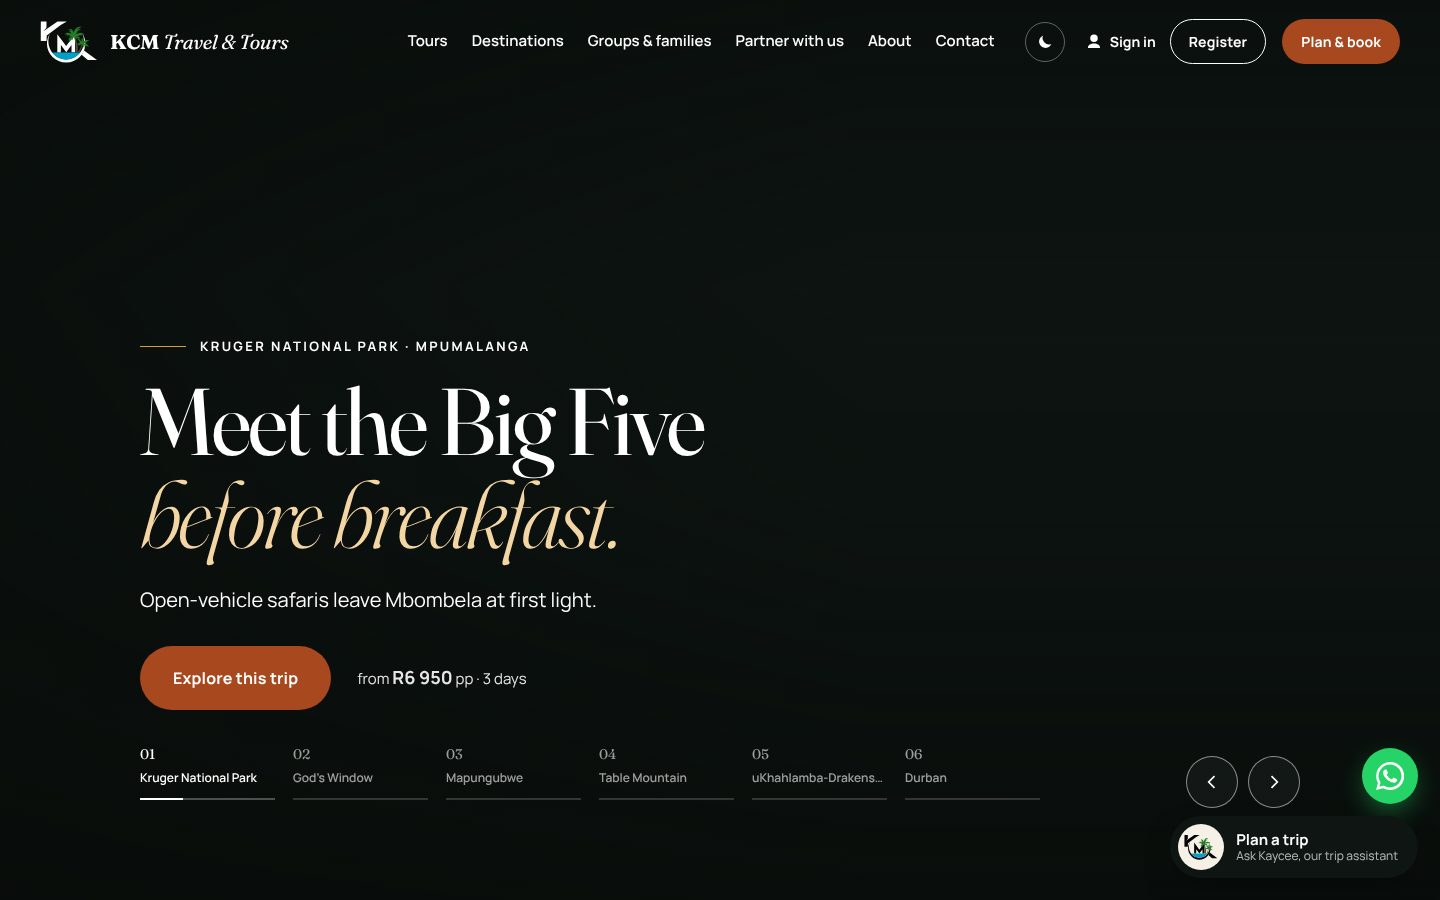 KM
KCM Travel & Tours
Tours
Destinations
Groups & families
Partner with us
About
Contact
Sign in
Register
Plan & book
KRUGER NATIONAL PARK · MPUMALANGA
Meet the Big Five
before breakfast.
Open-vehicle safaris leave Mbombela at first light.
Explore this trip
from R6 950 pp · 3 days
01
Kruger National Park
02
God's Window
03
Mapungubwe
04
Table Mountain
05
uKhahlamba-Drakens...
06
Durban
Plan a trip
Ask Kaycee, our trip assistant